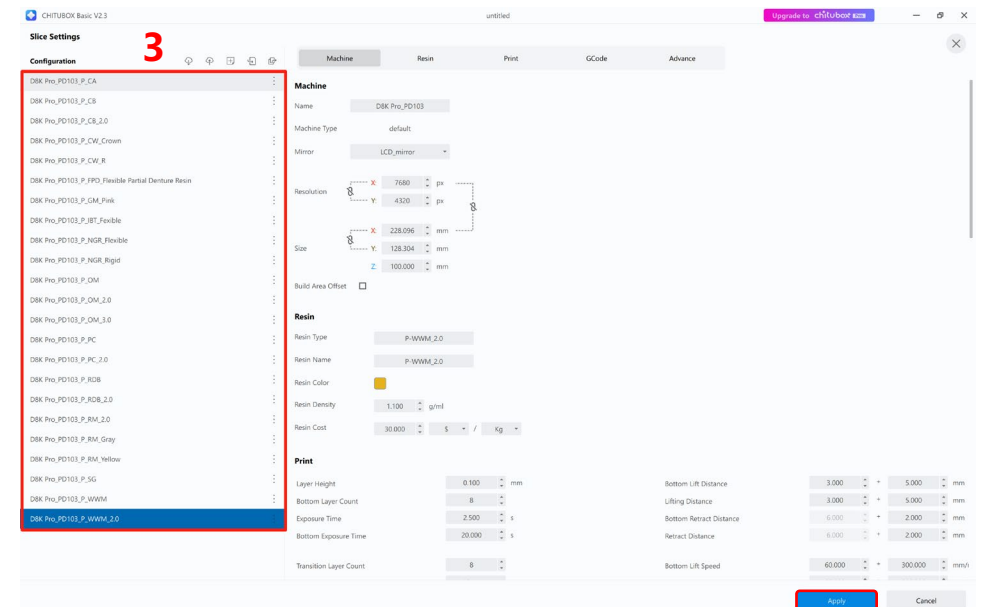 CHITUBOX Basic V2.3
untitled
Upgrade to chitubox PRO
Slice Settings
3
Configuration
Machine Resin Print GCode Advance
D8K Pro_PD103_P_CA
D8K Pro_PD103_P_CB
D8K Pro_PD103_P_CB_2.0
D8K Pro_PD103_P_CW_Crown
D8K Pro_PD103_P_CW_R
D8K Pro_PD103_P_FPD_Flexible Partial Denture Resin
D8K Pro_PD103_P_GM_Pink
D8K Pro_PD103_P_IBT_Fexible
D8K Pro_PD103_P_NGR_Flexible
D8K Pro_PD103_P_NGR_Rigid
D8K Pro_PD103_P_OM
D8K Pro_PD103_P_OM_2.0
D8K Pro_PD103_P_OM_3.0
D8K Pro_PD103_P_PC
D8K Pro_PD103_P_PC_2.0
D8K Pro_PD103_P_RDB
D8K Pro_PD103_P_RDB_2.0
D8K Pro_PD103_P_RM_2.0
D8K Pro_PD103_P_RM_Gray
D8K Pro_PD103_P_RM_Yellow
D8K Pro_PD103_P_SG
D8K Pro_PD103_P_WWM
D8K Pro_PD103_P_WWM_2.0
Machine
Name D8K Pro_PD103
Machine Type default
Mirror LCD_mirror
Resolution
X: 7680 px
Y: 4320 px
Size
X: 228.096 mm
Y: 128.304 mm
Z: 100.000 mm
Build Area Offset
Resin
Resin Type P-WWM_2.0
Resin Name P-WWM_2.0
Resin Color
Resin Density 1.100 g/ml
Resin Cost 30.000 $ / Kg
Print
Layer Height 0.100 mm Bottom Lift Distance 3.000 + 5.000 mm
Bottom Layer Count 8 Lifting Distance 3.000 + 5.000 mm
Exposure Time 2.500 s Bottom Retract Distance 6.000 + 2.000 mm
Bottom Exposure Time 20.000 s Retract Distance 6.000 + 2.000 mm
Transition Layer Count 8 Bottom Lift Speed 60.000 + 300.000 mm/
Apply Cancel